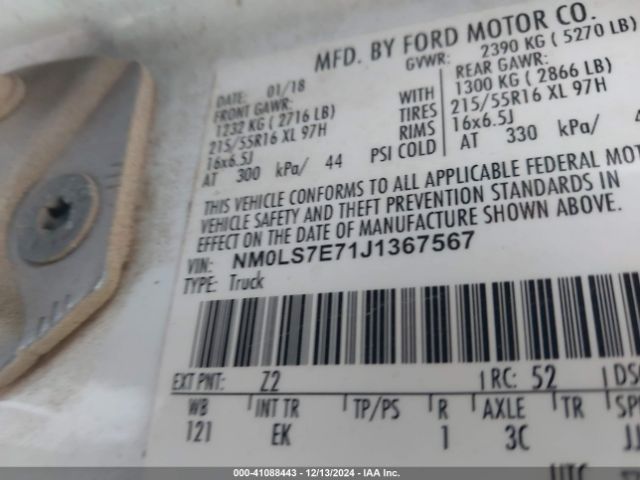 MFD. BY FORD MOTOR CO.
DATE: 01/18 GVWR: 2390 KG ( 5270 LB)
FRONT GAWR: REAR GAWR:
1232 KG ( 2716 LB) WITH 1300 KG ( 2866 LB)
215/55R16 XL 97H TIRES 215/55R16 XL 97H
16x6.5J RIMS 16x6.5J
AT 300 kPa/ 44 PSI COLD AT 330 kPa/
THIS VEHICLE CONFORMS TO ALL APPLICABLE FEDERAL MOT
VEHICLE SAFETY AND THEFT PREVENTION STANDARDS IN
EFFECT ON THE DATE OF MANUFACTURE SHOWN ABOVE.
VIN: NM0LS7E71J1367567
TYPE: Truck
EXT PNT: Z2 RC: 52 DS
WB INT TR TP/PS R AXLE TR SP
121 EK 1 3C JJ
UTC
000-41088443 - 12/13/2024 - IAA Inc.